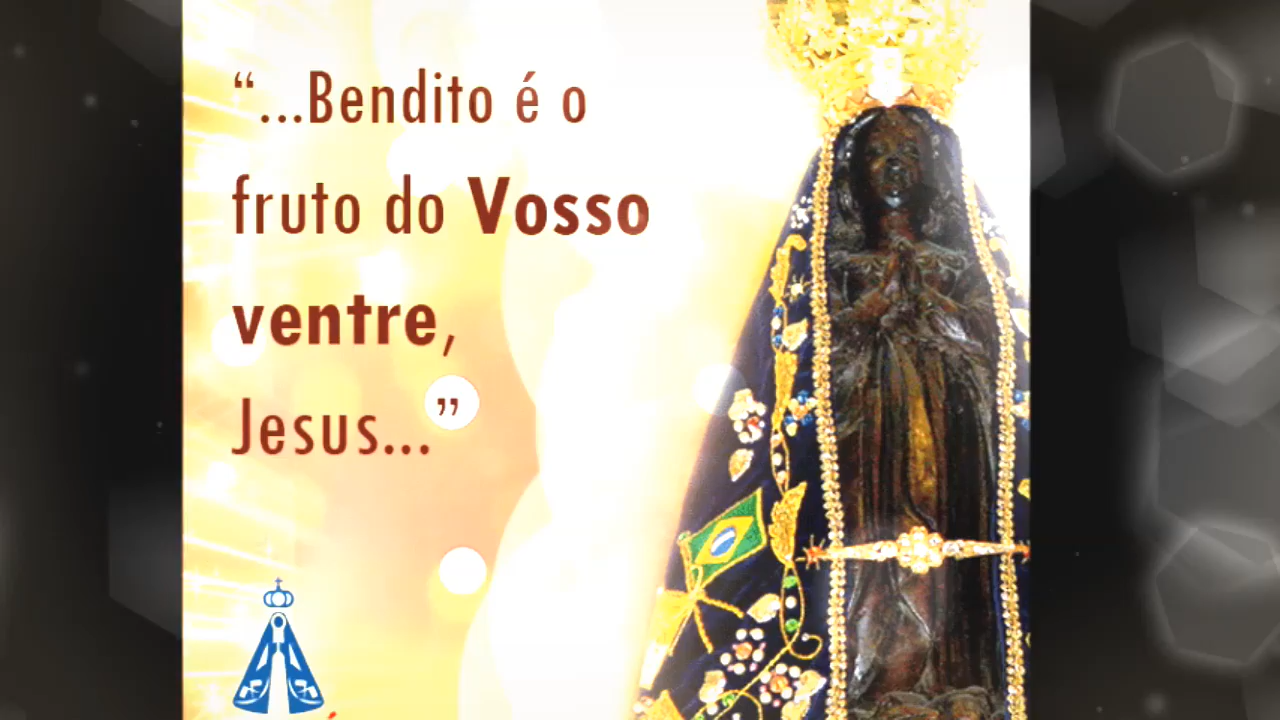 “...Bendito é o
fruto do Vosso
ventre,
Jesus...”